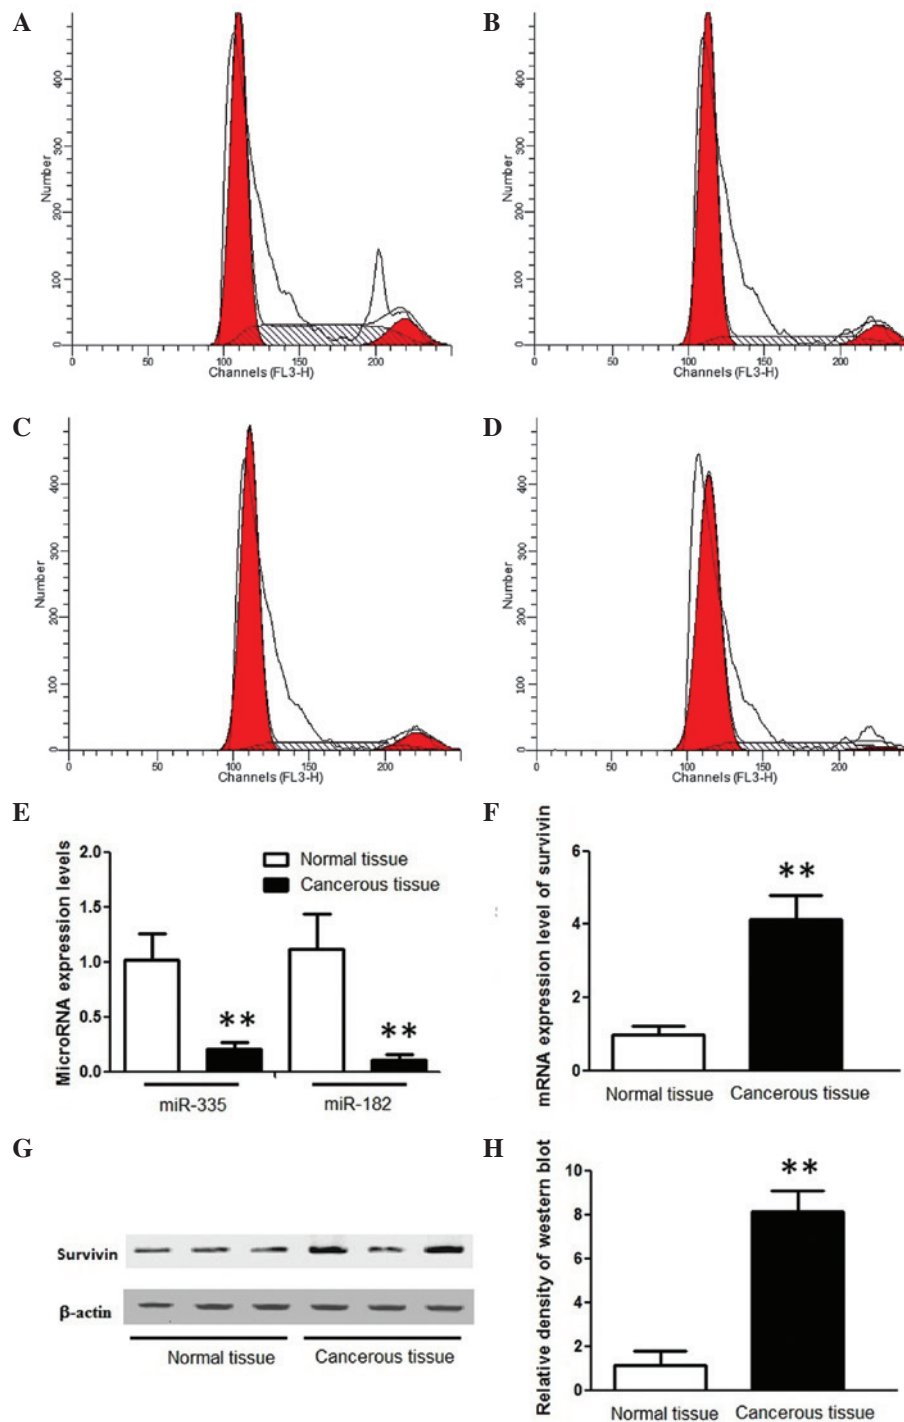 A
B
Number
0 100 200 300 400
0 50 100 150 200
Channels (FL3-H)
Number
0 100 200 300 400
0 50 100 150 200
Channels (FL3-H)
C
D
Number
0 100 200 300 400
0 50 100 150 200
Channels (FL3-H)
Number
0 100 200 300 400
0 50 100 150 200
Channels (FL3-H)
E
F
MicroRNA expression levels
2.0
1.5
1.0
0.5
0.0
Normal tissue
Cancerous tissue
**
**
miR-335 miR-182
mRNA expression level of survivin
6
4
2
0
**
Normal tissue Cancerous tissue
G
H
Survivin
β-actin
Normal tissue Cancerous tissue
Relative density of western blot
10
8
6
4
2
0
**
Normal tissue Cancerous tissue